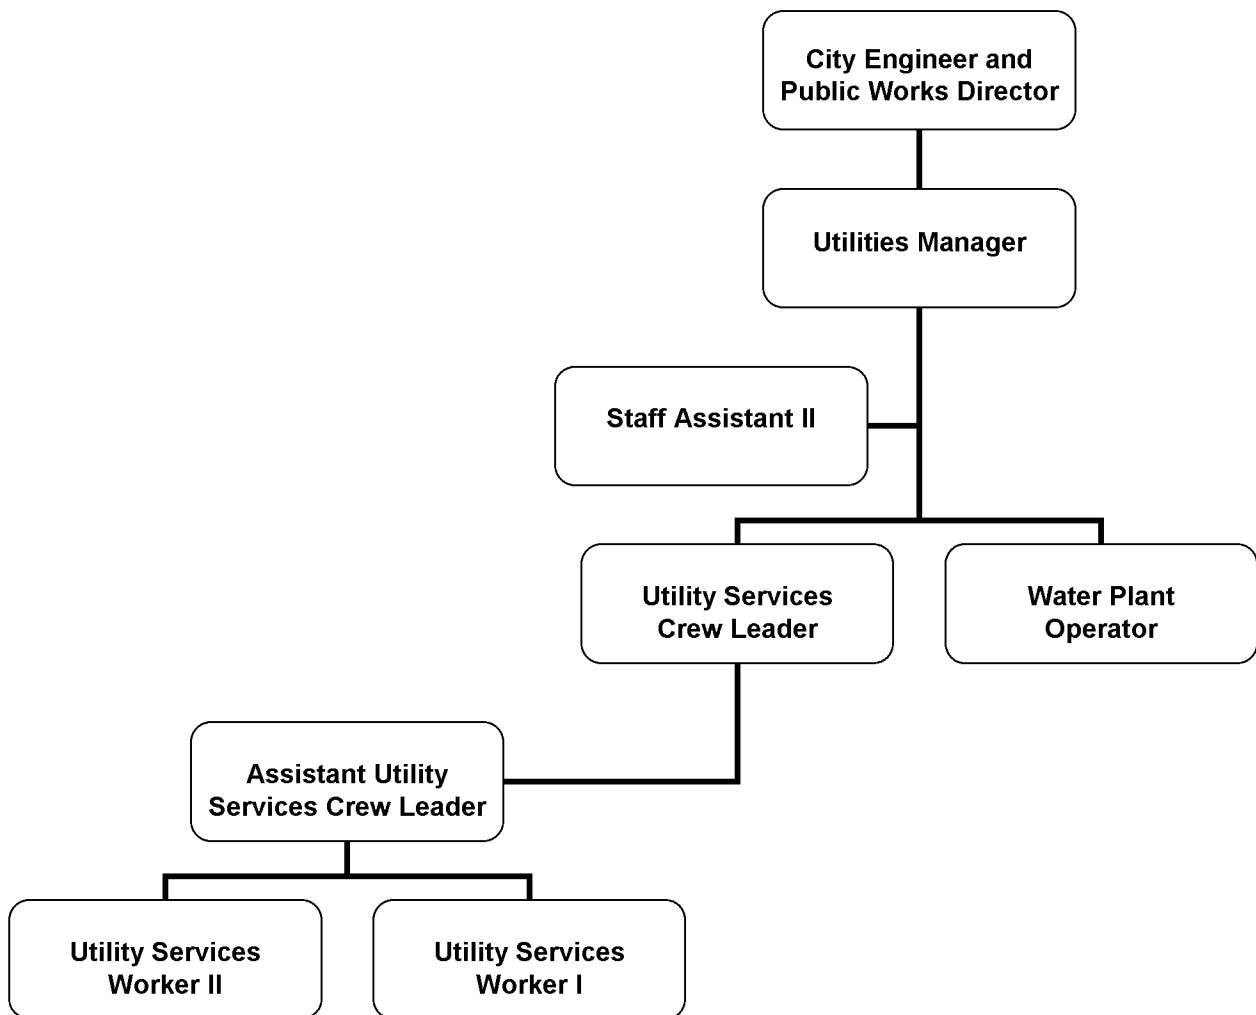 City Engineer and
Public Works Director
Utilities Manager
Staff Assistant II
Utility Services
Crew Leader
Water Plant
Operator
Assistant Utility
Services Crew Leader
Utility Services
Worker II
Utility Services
Worker I